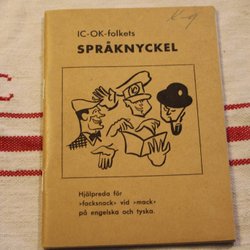 IC-OK-folkets
SPRÅKNYCKEL
Hjälpreda för
»facksnack» vid »mack»
på engelska och tyska.